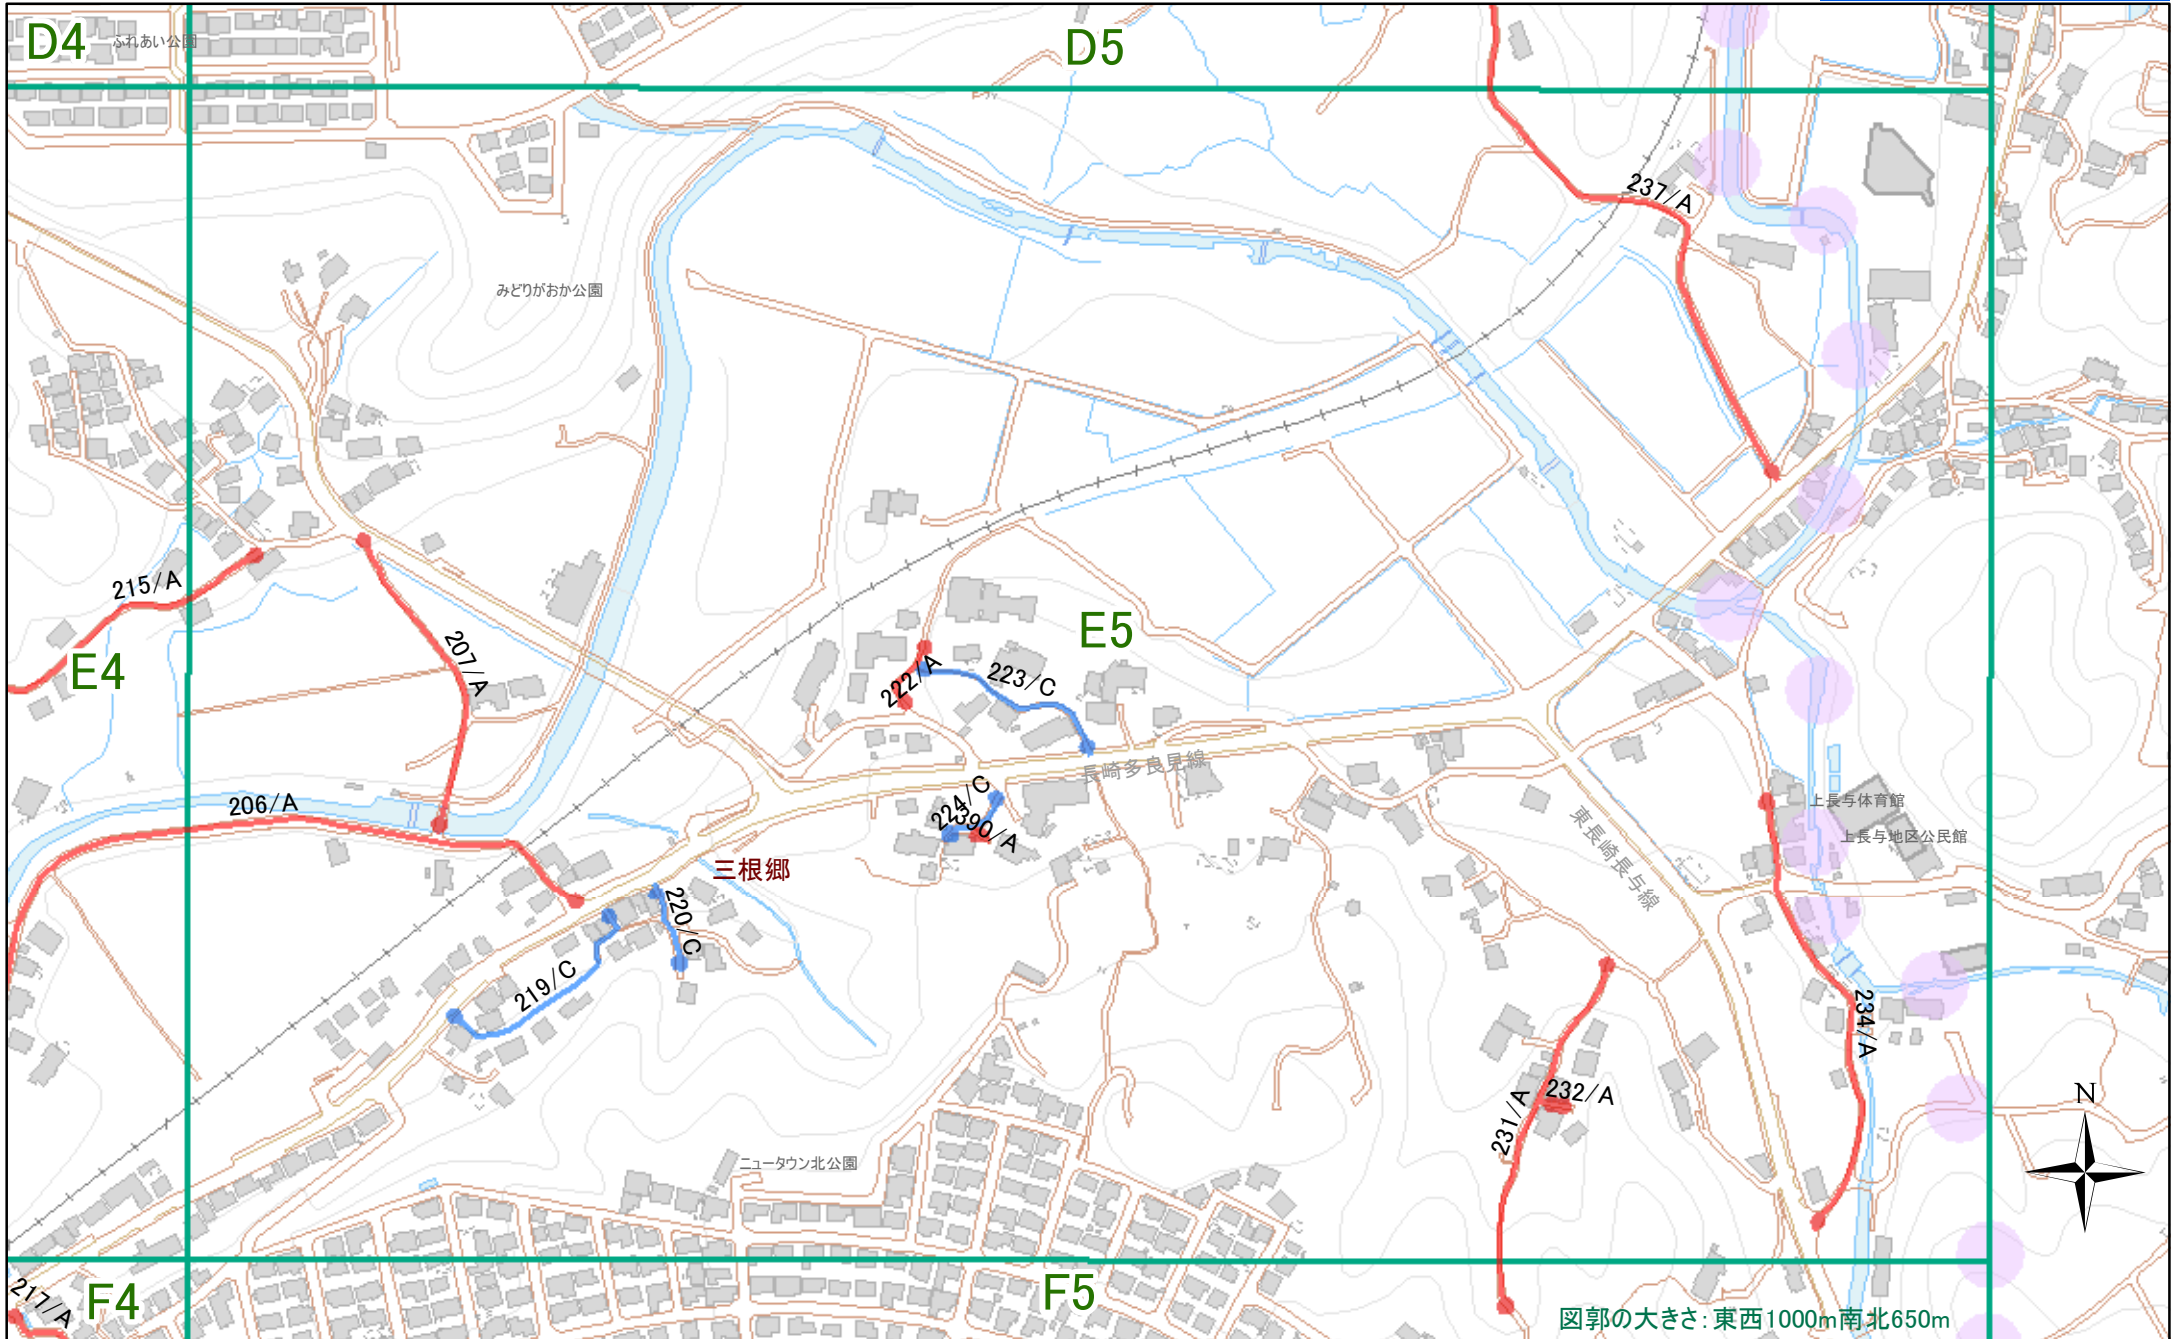 D4
ふれあい公園
D5
237/A
みどりがおか公園
215/A
E4
207/A
E5
222/A
223/C
長崎多良見線
206/A
224/C
390/A
三根郷
上長与体育館
上長与地区公民館
東長崎長与線
220/C
219/C
234/A
231/A
232/A
N
ニュータウン北公園
217/A
F4
F5
図郭の大きさ：東西1000m南北650m